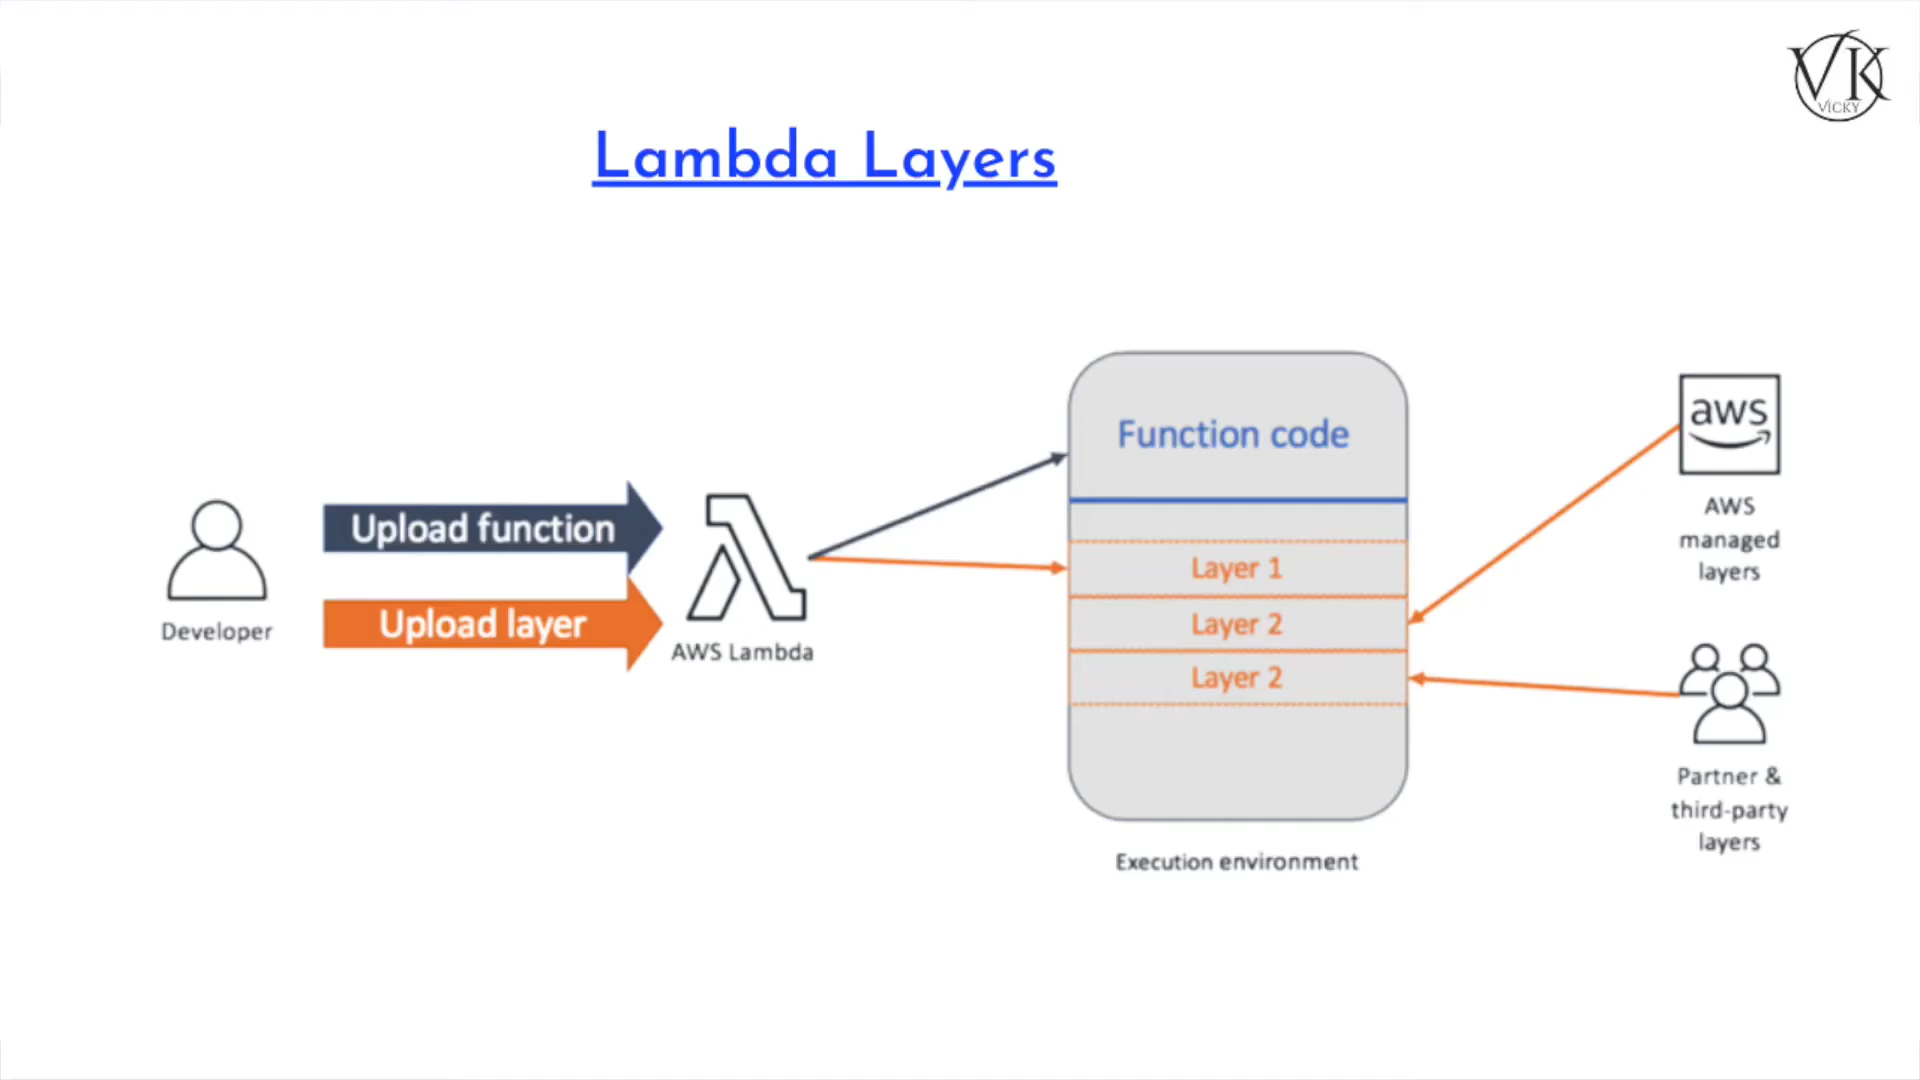 VK
VICKY
Lambda Layers
Upload function
Upload layer
Developer
AWS Lambda
Function code
Layer 1
Layer 2
Layer 2
Execution environment
aws
AWS
managed
layers
Partner &
third-party
layers